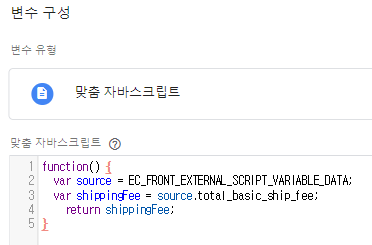 변수 구성
변수 유형
맞춤 자바스크립트
맞춤 자바스크립트
1 function() {
2 var source = EC_FRONT_EXTERNAL_SCRIPT_VARIABLE_DATA;
3 var shippingFee = source.total_basic_ship_fee;
4 return shippingFee;
5 }